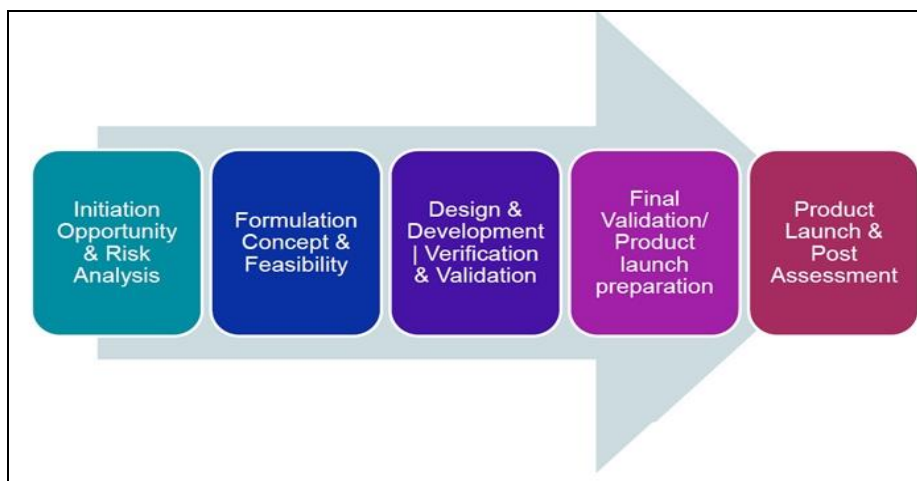 Initiation
Opportunity
& Risk
Analysis
Formulation
Concept &
Feasibility
Design &
Development
| Verification
& Validation
Final
Validation/
Product
launch
preparation
Product
Launch &
Post
Assessment